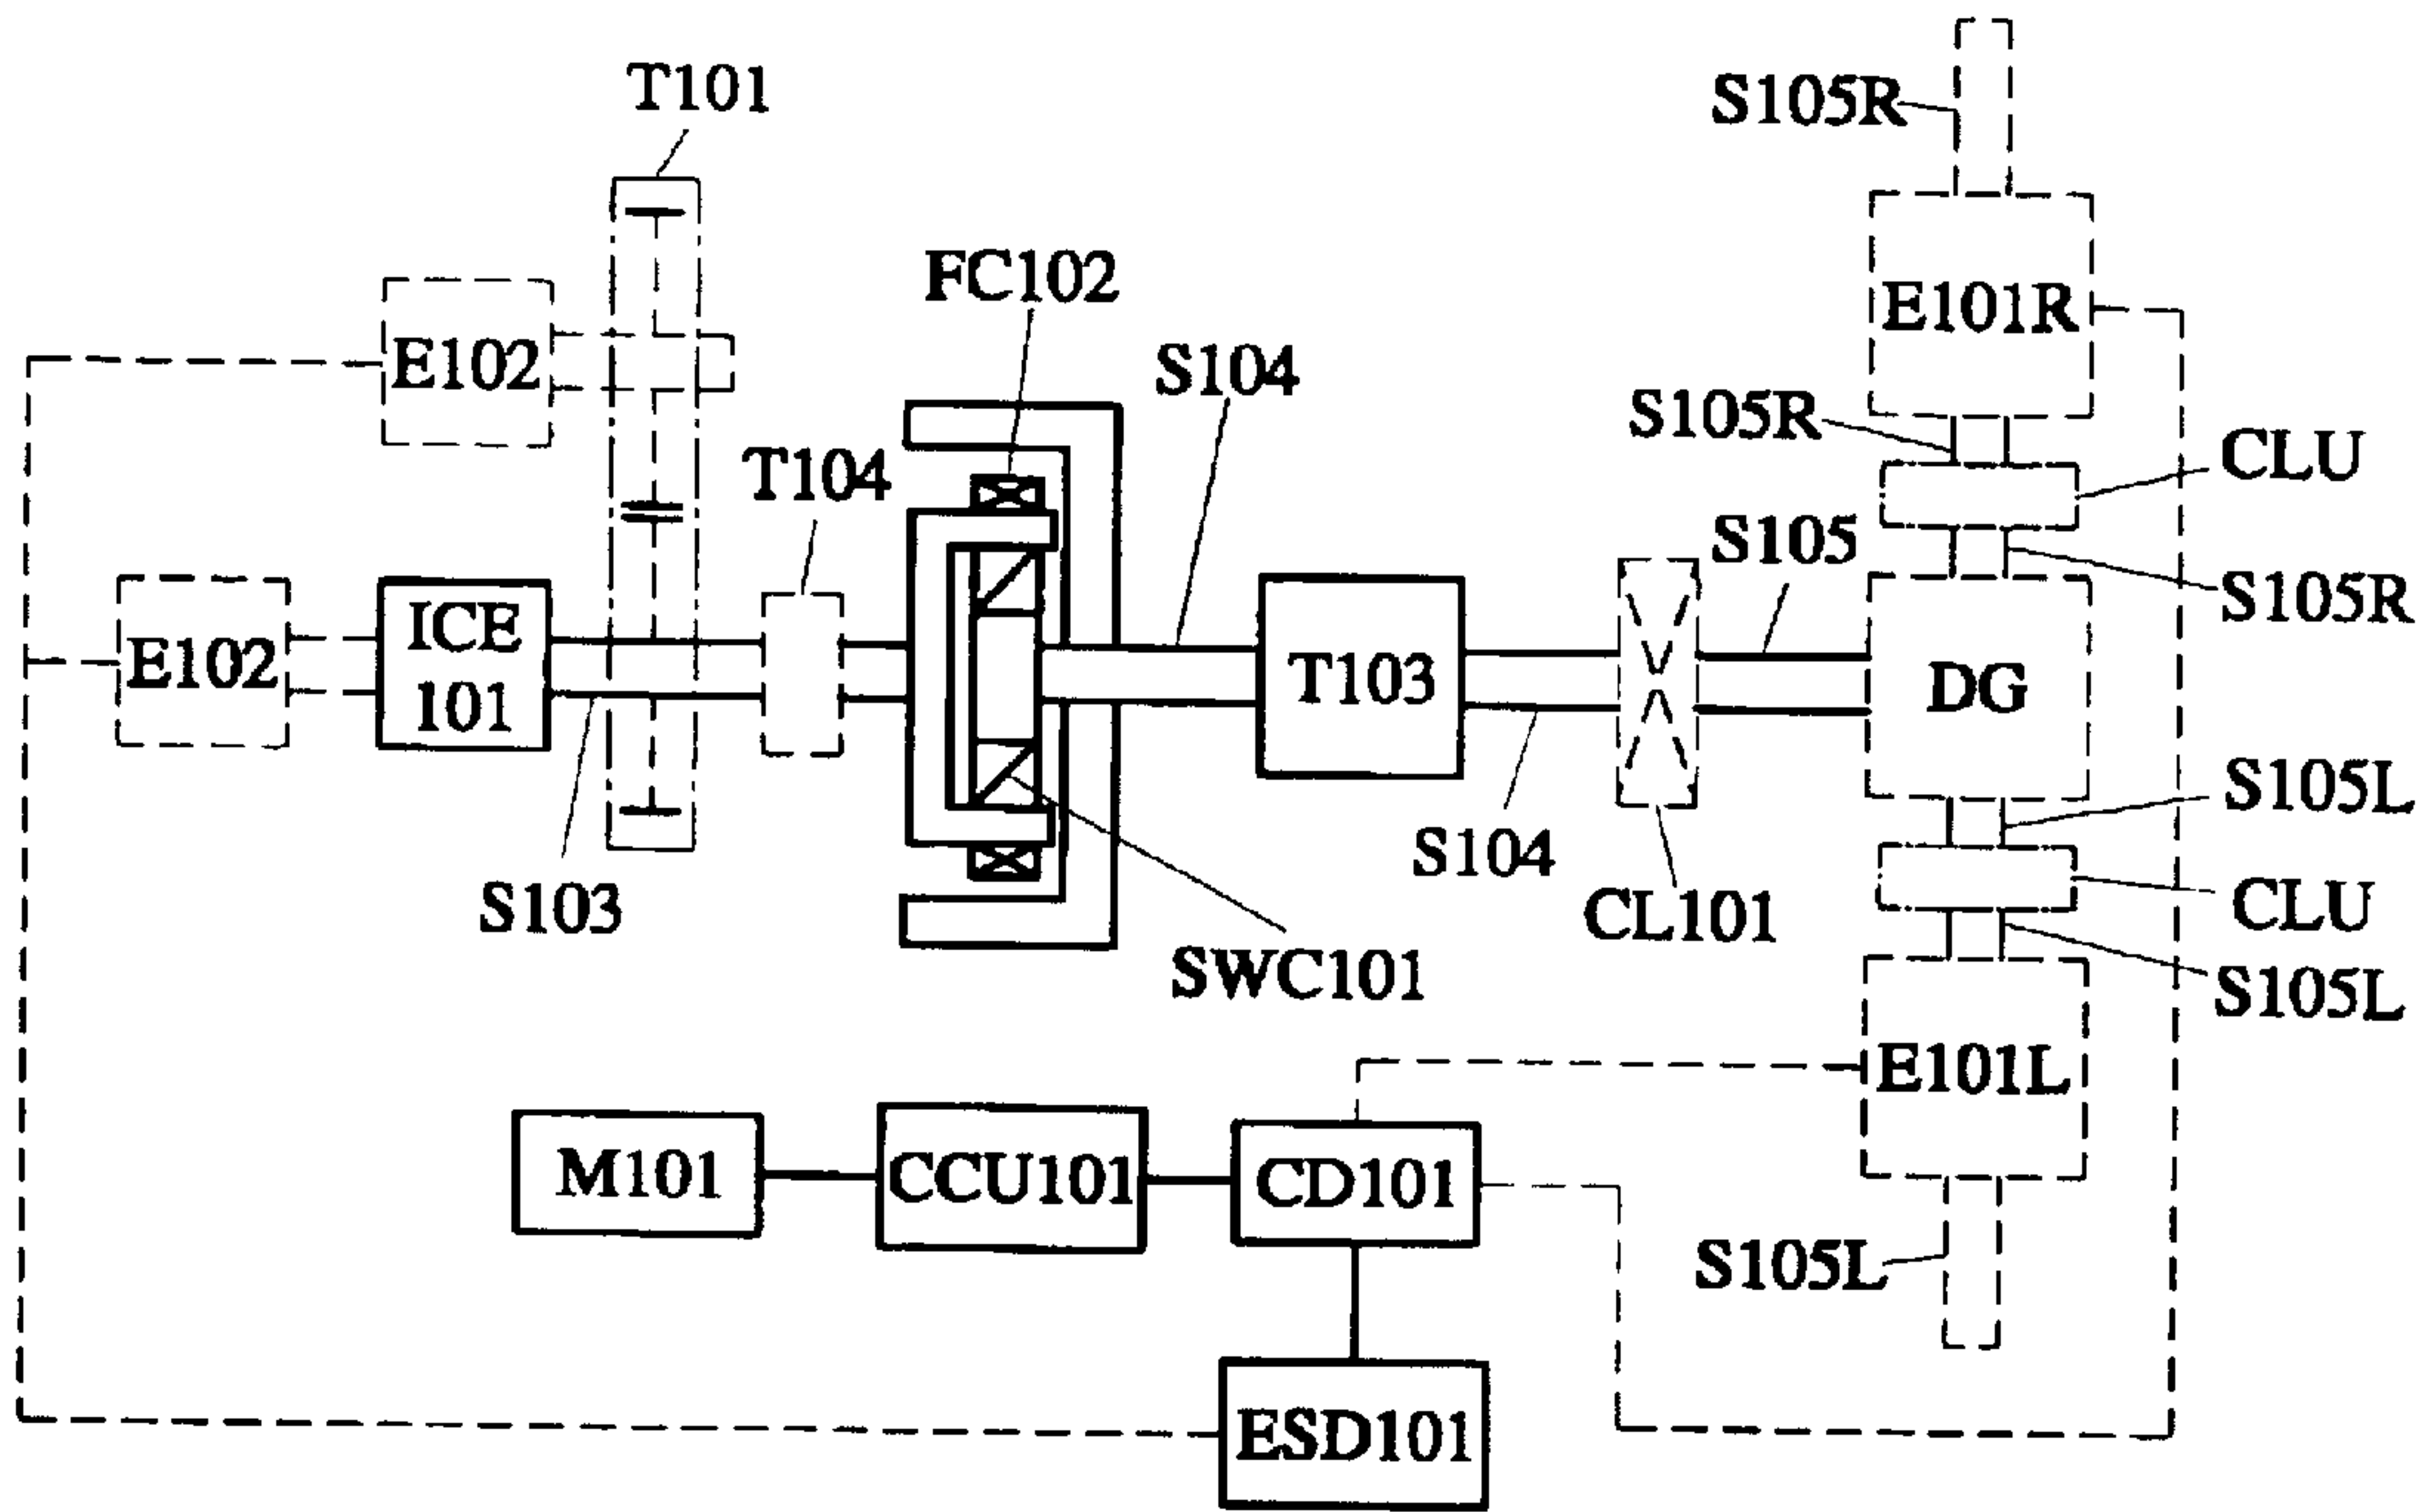 T101
S105R
FC102
E101R
E102
S104
S105R
CLU
T104
S105
S105R
ICE
101
E102
T103
DG
S105L
S104
CLU
S103
CL101
SWC101
S105L
E101L
M101
CCU101
CD101
S105L
ESD101